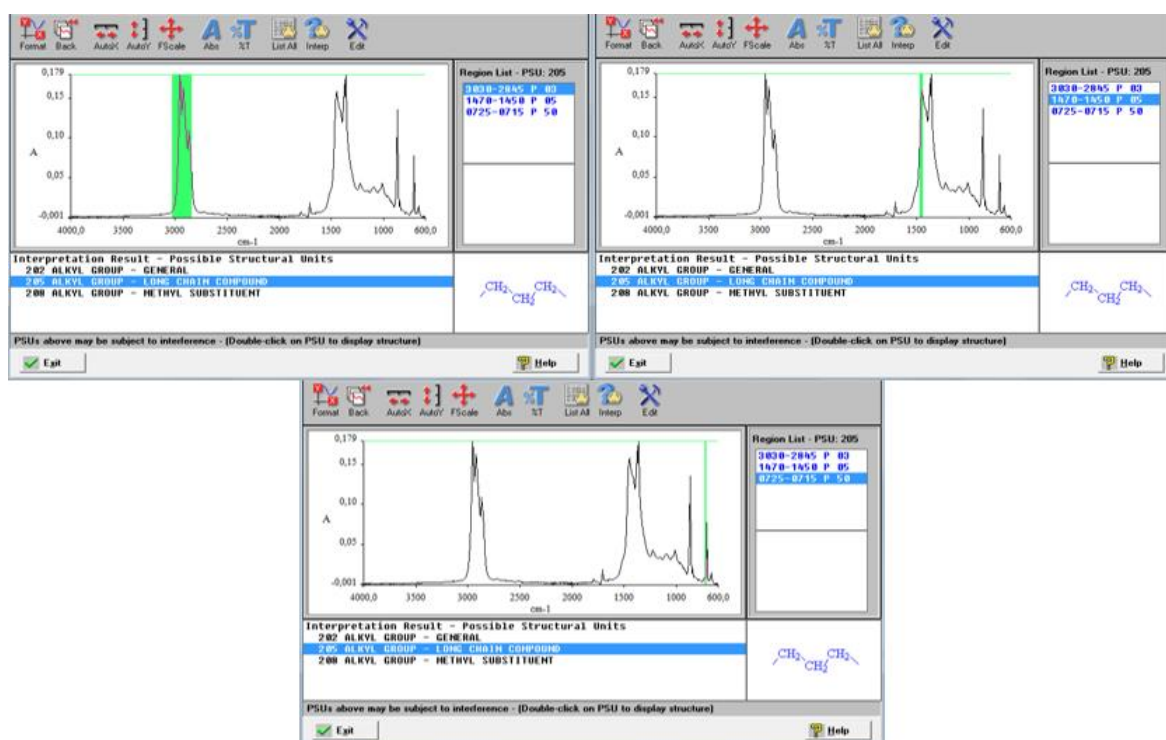 Format Back AutoX AutoY FScale Abs %T List All Interp Edit
0,179
0,15
0,10
A
0,05
-0,001
4000,0 3000 2000 1500 1000 600,0
cm-1
Region List - PSU: 205
3030-2845 P 03
1470-1450 P 05
0725-0715 P 50
Interpretation Result - Possible Structural Units
202 ALKYL GROUP - GENERAL
205 ALKYL GROUP - LONG CHAIN COMPOUND
208 ALKYL GROUP - METHYL SUBSTITUENT
CH2 CH2 CH2
PSUs above may be subject to interference - (Double-click on PSU to display structure)
Exit Help
Format Back AutoX AutoY FScale Abs %T List All Interp Edit
0,179
0,15
0,10
A
0,05
-0,001
4000,0 3000 2000 1500 1000 600,0
cm-1
Region List - PSU: 205
3030-2845 P 03
1470-1450 P 05
0725-0715 P 50
Interpretation Result - Possible Structural Units
202 ALKYL GROUP - GENERAL
205 ALKYL GROUP - LONG CHAIN COMPOUND
208 ALKYL GROUP - METHYL SUBSTITUENT
CH2 CH2 CH2
PSUs above may be subject to interference - (Double-click on PSU to display structure)
Exit Help
Format Back AutoX AutoY FScale Abs %T List All Interp Edit
0,179
0,15
0,10
A
0,05
-0,001
4000,0 3000 2000 1500 1000 600,0
cm-1
Region List - PSU: 205
3030-2845 P 03
1470-1450 P 05
0725-0715 P 50
Interpretation Result - Possible Structural Units
202 ALKYL GROUP - GENERAL
205 ALKYL GROUP - LONG CHAIN COMPOUND
208 ALKYL GROUP - METHYL SUBSTITUENT
CH2 CH2 CH2
PSUs above may be subject to interference - (Double-click on PSU to display structure)
Exit Help